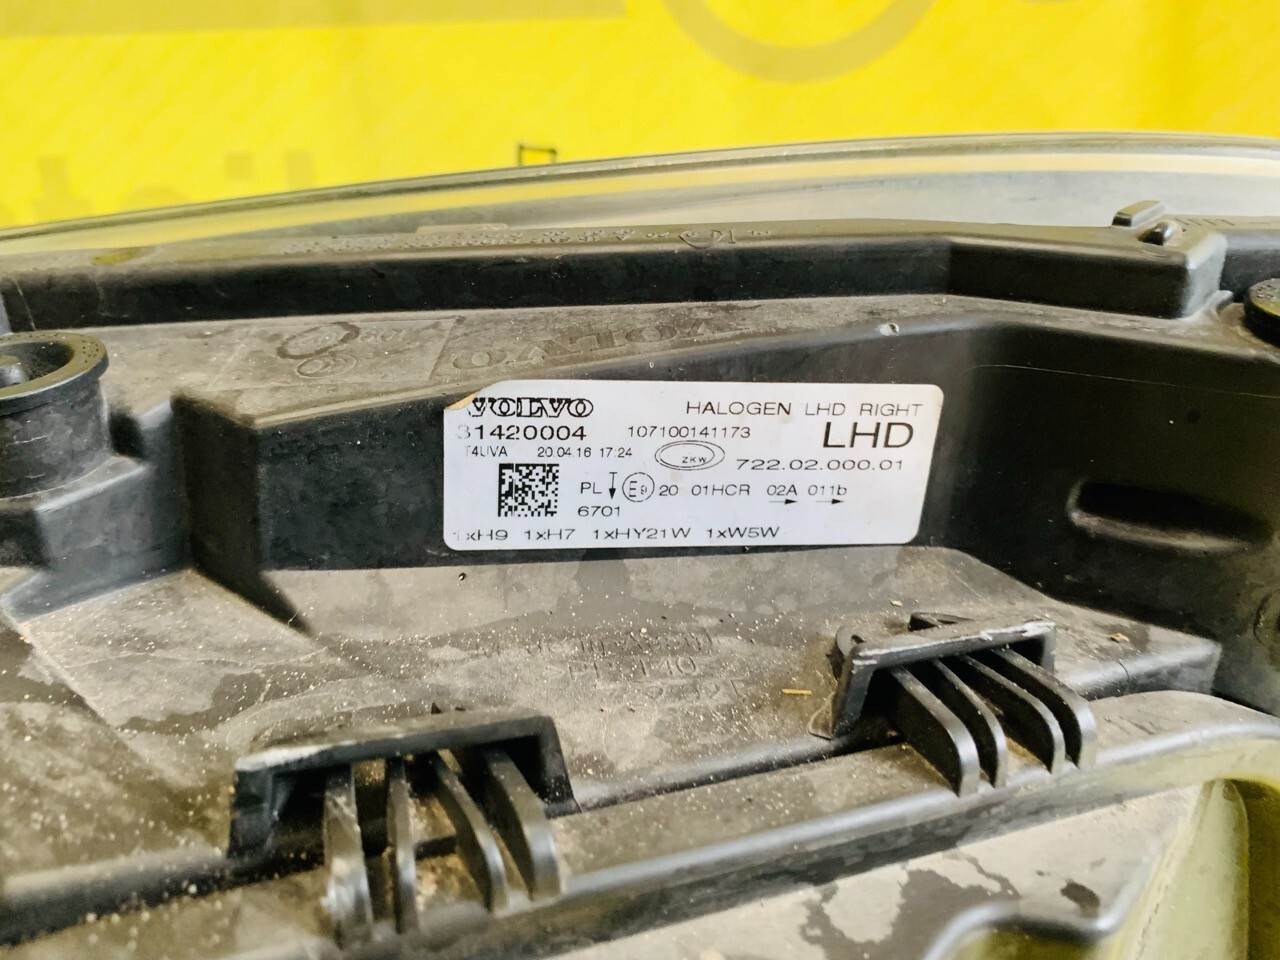 VOLVO
VOLVO HALOGEN LHD RIGHT
31420004 107100141173 LHD
T4UVA 20.04.16 17:24 ZKW 722.02.000.01
PL E9 20 01HCR 02A 011b
6701
1xH9 1xH7 1xHY21W 1xW5W